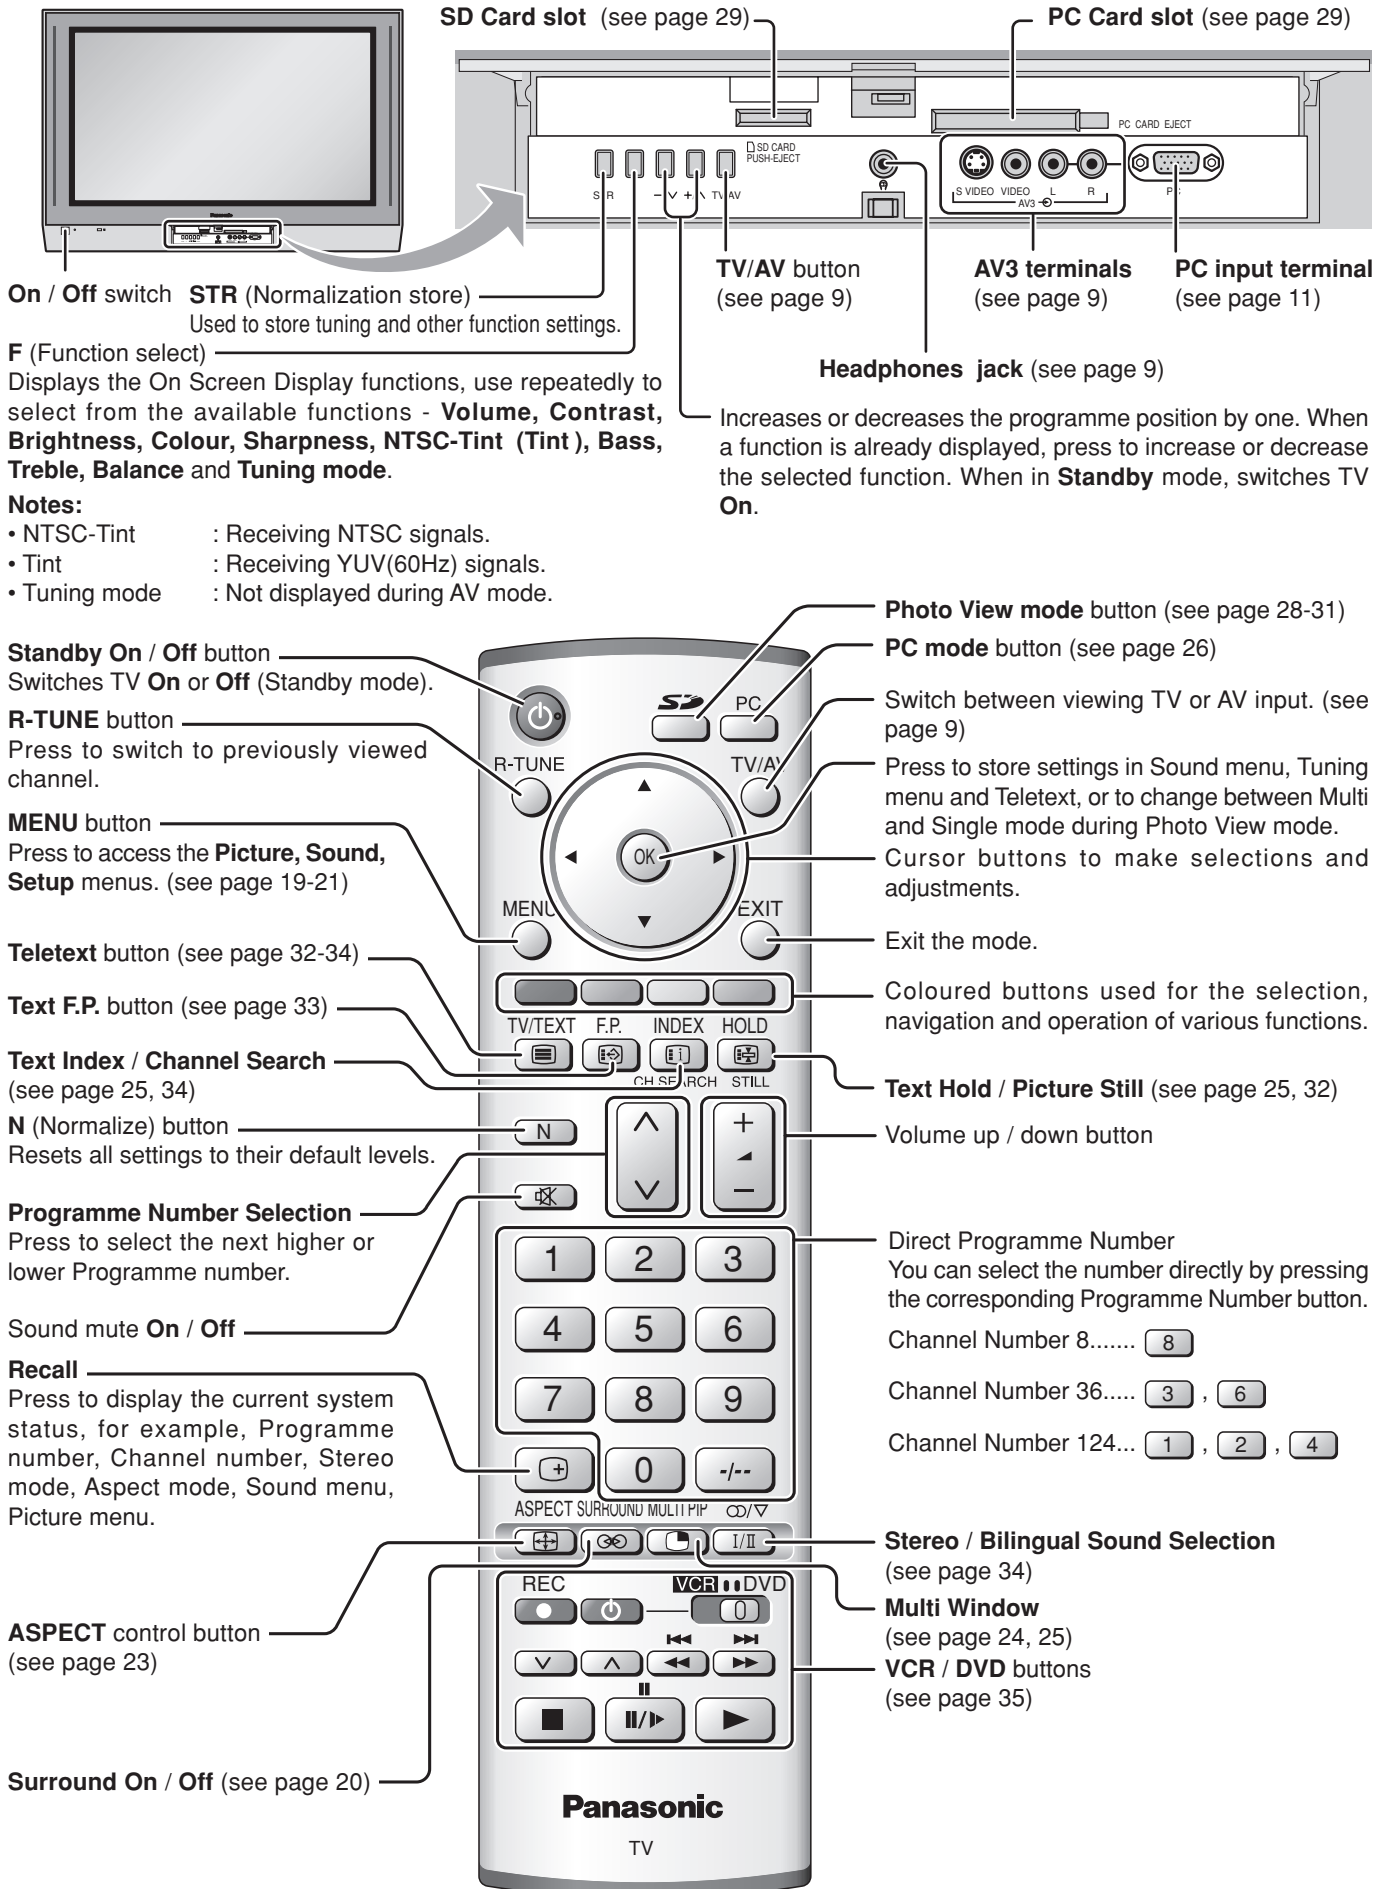 SD Card slot (see page 29)
PC Card slot (see page 29)
PC CARD EJECT
SD CARD
PUSH-EJECT
STR
TV/AV
S VIDEO VIDEO L R
AV3
PC
Panasonic
On / Off switch
STR (Normalization store)
Used to store tuning and other function settings.
TV/AV button
(see page 9)
AV3 terminals
(see page 9)
PC input terminal
(see page 11)
Headphones jack (see page 9)
F (Function select)
Displays the On Screen Display functions, use repeatedly to
select from the available functions - Volume, Contrast,
Brightness, Colour, Sharpness, NTSC-Tint (Tint ), Bass,
Treble, Balance and Tuning mode.
Increases or decreases the programme position by one. When
a function is already displayed, press to increase or decrease
the selected function. When in Standby mode, switches TV
On.
Notes:
• NTSC-Tint : Receiving NTSC signals.
• Tint : Receiving YUV(60Hz) signals.
• Tuning mode : Not displayed during AV mode.
Standby On / Off button
Switches TV On or Off (Standby mode).
R-TUNE button
Press to switch to previously viewed
channel.
MENU button
Press to access the Picture, Sound,
Setup menus. (see page 19-21)
Teletext button (see page 32-34)
Text F.P. button (see page 33)
Text Index / Channel Search
(see page 25, 34)
N (Normalize) button
Resets all settings to their default levels.
Programme Number Selection
Press to select the next higher or
lower Programme number.
Sound mute On / Off
Recall
Press to display the current system
status, for example, Programme
number, Channel number, Stereo
mode, Aspect mode, Sound menu,
Picture menu.
ASPECT control button
(see page 23)
Surround On / Off (see page 20)
SD PC
R-TUNE TV/AV
OK
MENU EXIT
TV/TEXT F.P. INDEX HOLD
CH SEARCH STILL
N
+
−
1 2 3
4 5 6
7 8 9
0 -/--
ASPECT SURROUND MULTI PIP
I/II
REC VCR DVD
Panasonic
TV
Photo View mode button (see page 28-31)
PC mode button (see page 26)
Switch between viewing TV or AV input. (see
page 9)
Press to store settings in Sound menu, Tuning
menu and Teletext, or to change between Multi
and Single mode during Photo View mode.
Cursor buttons to make selections and
adjustments.
Exit the mode.
Coloured buttons used for the selection,
navigation and operation of various functions.
Text Hold / Picture Still (see page 25, 32)
Volume up / down button
Direct Programme Number
You can select the number directly by pressing
the corresponding Programme Number button.
Channel Number 8....... 8
Channel Number 36..... 3 , 6
Channel Number 124... 1 , 2 , 4
Stereo / Bilingual Sound Selection
(see page 34)
Multi Window
(see page 24, 25)
VCR / DVD buttons
(see page 35)